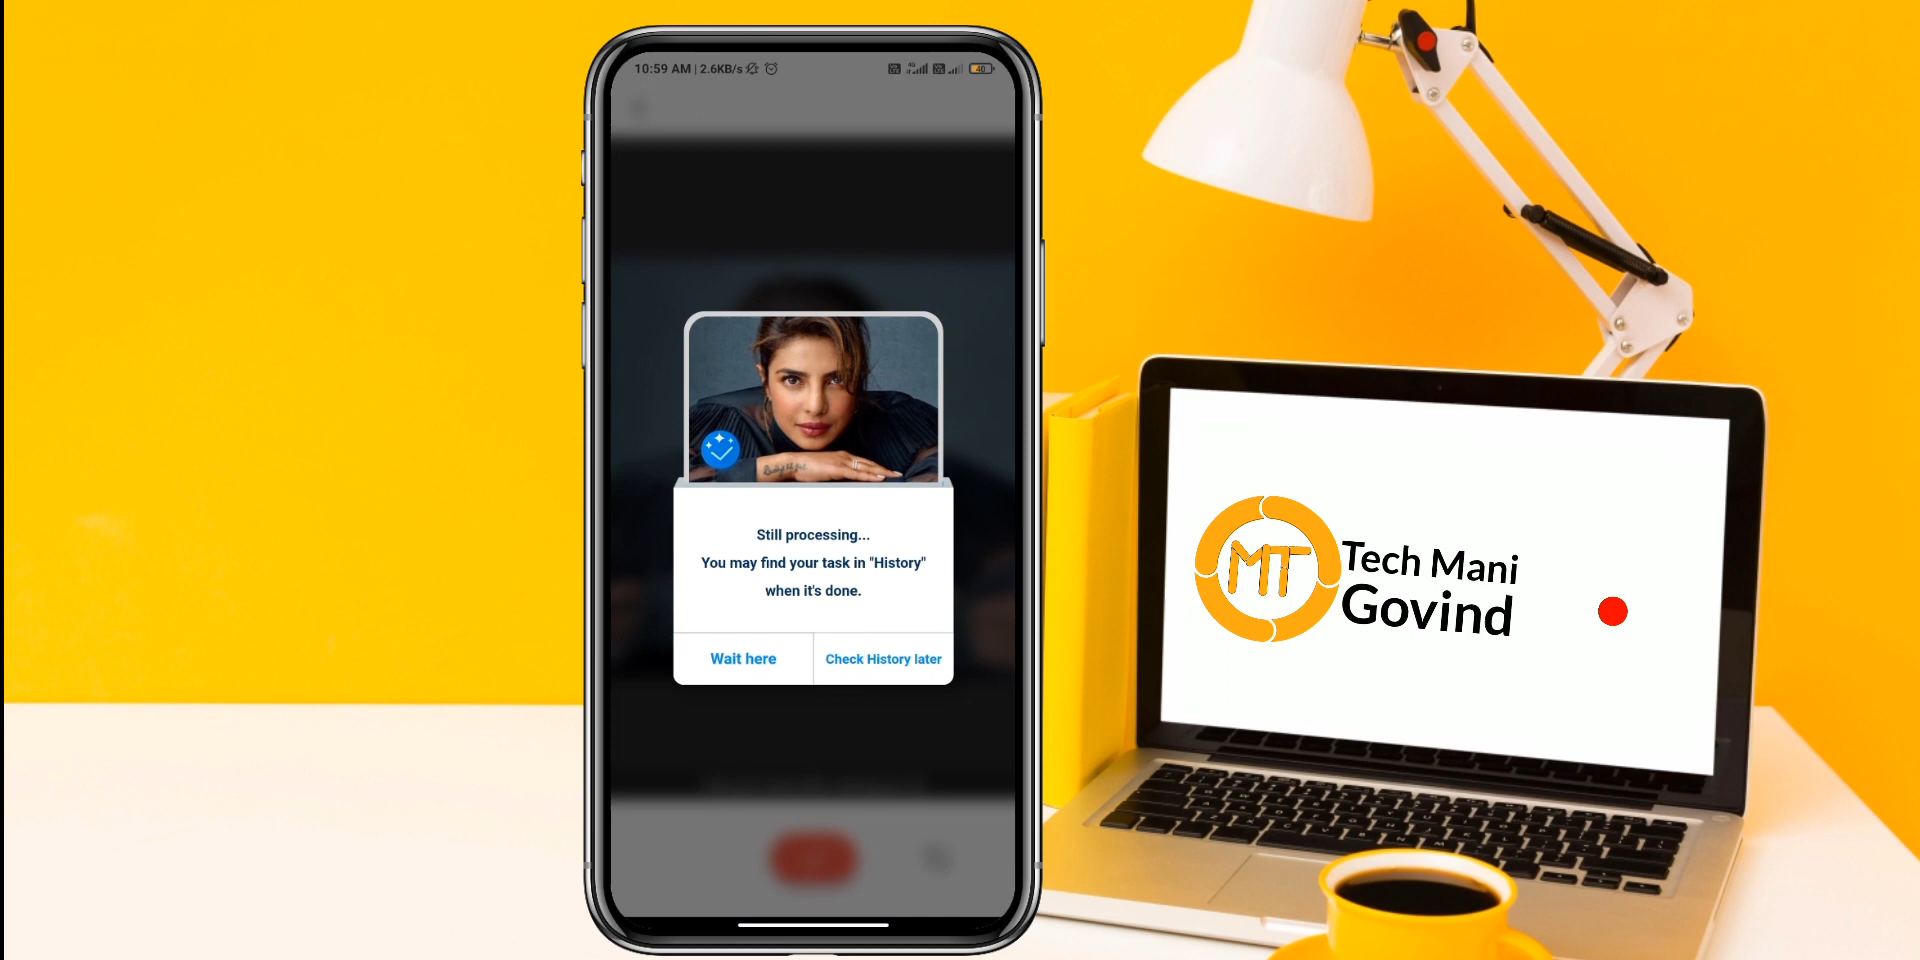 10:59 AM | 2.6KB/s
40
Still processing...
You may find your task in "History"
when it's done.
Wait here
Check History later
MT
Tech Mani
Govind